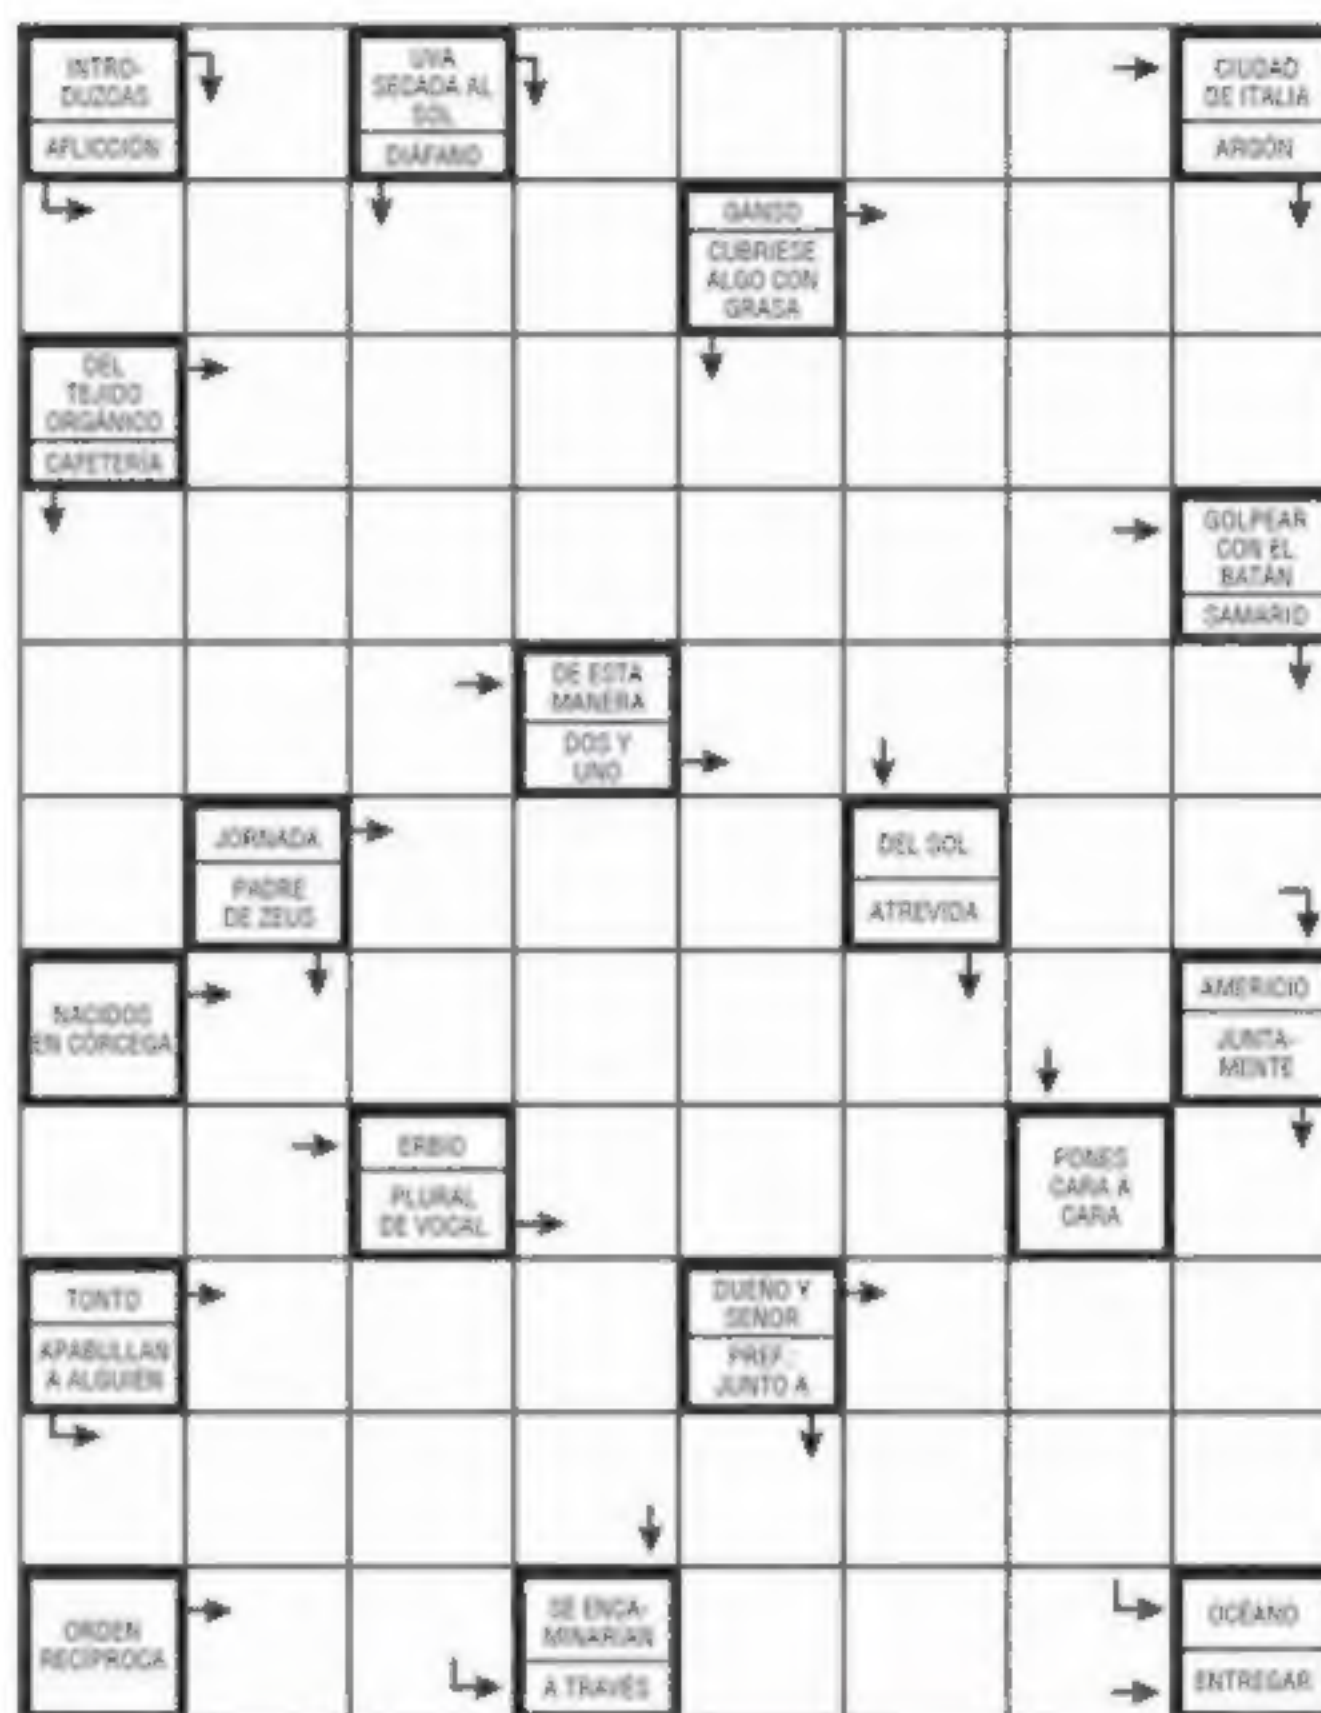 INTRO-
DUZCAS
AFLICCIÓN
UVA
SECADA AL
SOL
DIÁFANO
CIUDAD
DE ITALIA
ARGÓN
GANSO
CUBRIESE
ALGO CON
GRASA
DEL
TEJIDO
ORGÁNICO
CAFETERÍA
GOLPEAR
CON EL
BATÁN
SAMARIO
DE ESTA
MANERA
DOS Y
UNO
JORNADA
PADRE
DE ZEUS
DEL SOL
ATREVIDA
NACIDOS
EN CÓRCEGA
AMERICIO
JUNTA-
MENTE
ERBIO
PLURAL
DE VOCAL
PONES
CARA A
CARA
TONTO
APABULLAN
A ALGUIEN
DUEÑO Y
SEÑOR
PREF.:
JUNTO A
ORDEN
RECÍPROCA
SE ENCA-
MINARÍAN
A TRAVÉS
OCÉANO
ENTREGAR